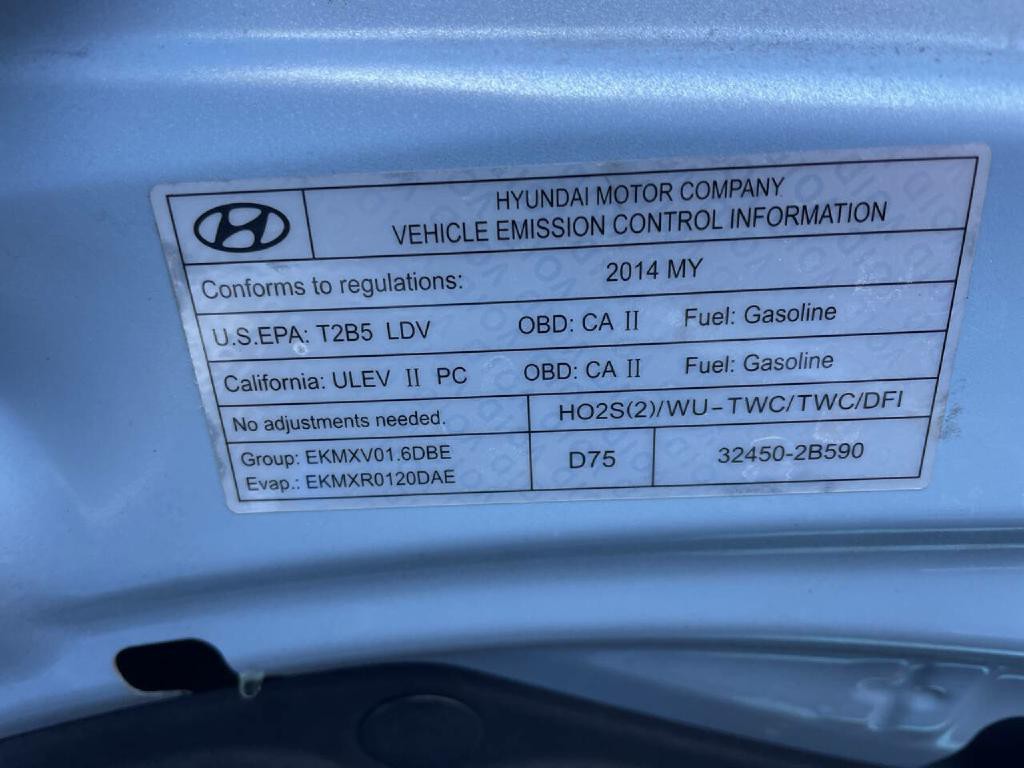 HYUNDAI MOTOR COMPANY
VEHICLE EMISSION CONTROL INFORMATION
Conforms to regulations: 2014 MY
U.S.EPA: T2B5 LDV OBD: CA II Fuel: Gasoline
California: ULEV II PC OBD: CA II Fuel: Gasoline
No adjustments needed. HO2S(2)/WU-TWC/TWC/DFI
Group: EKMXV01.6DBE
Evap.: EKMXR0120DAE
D75 32450-2B590